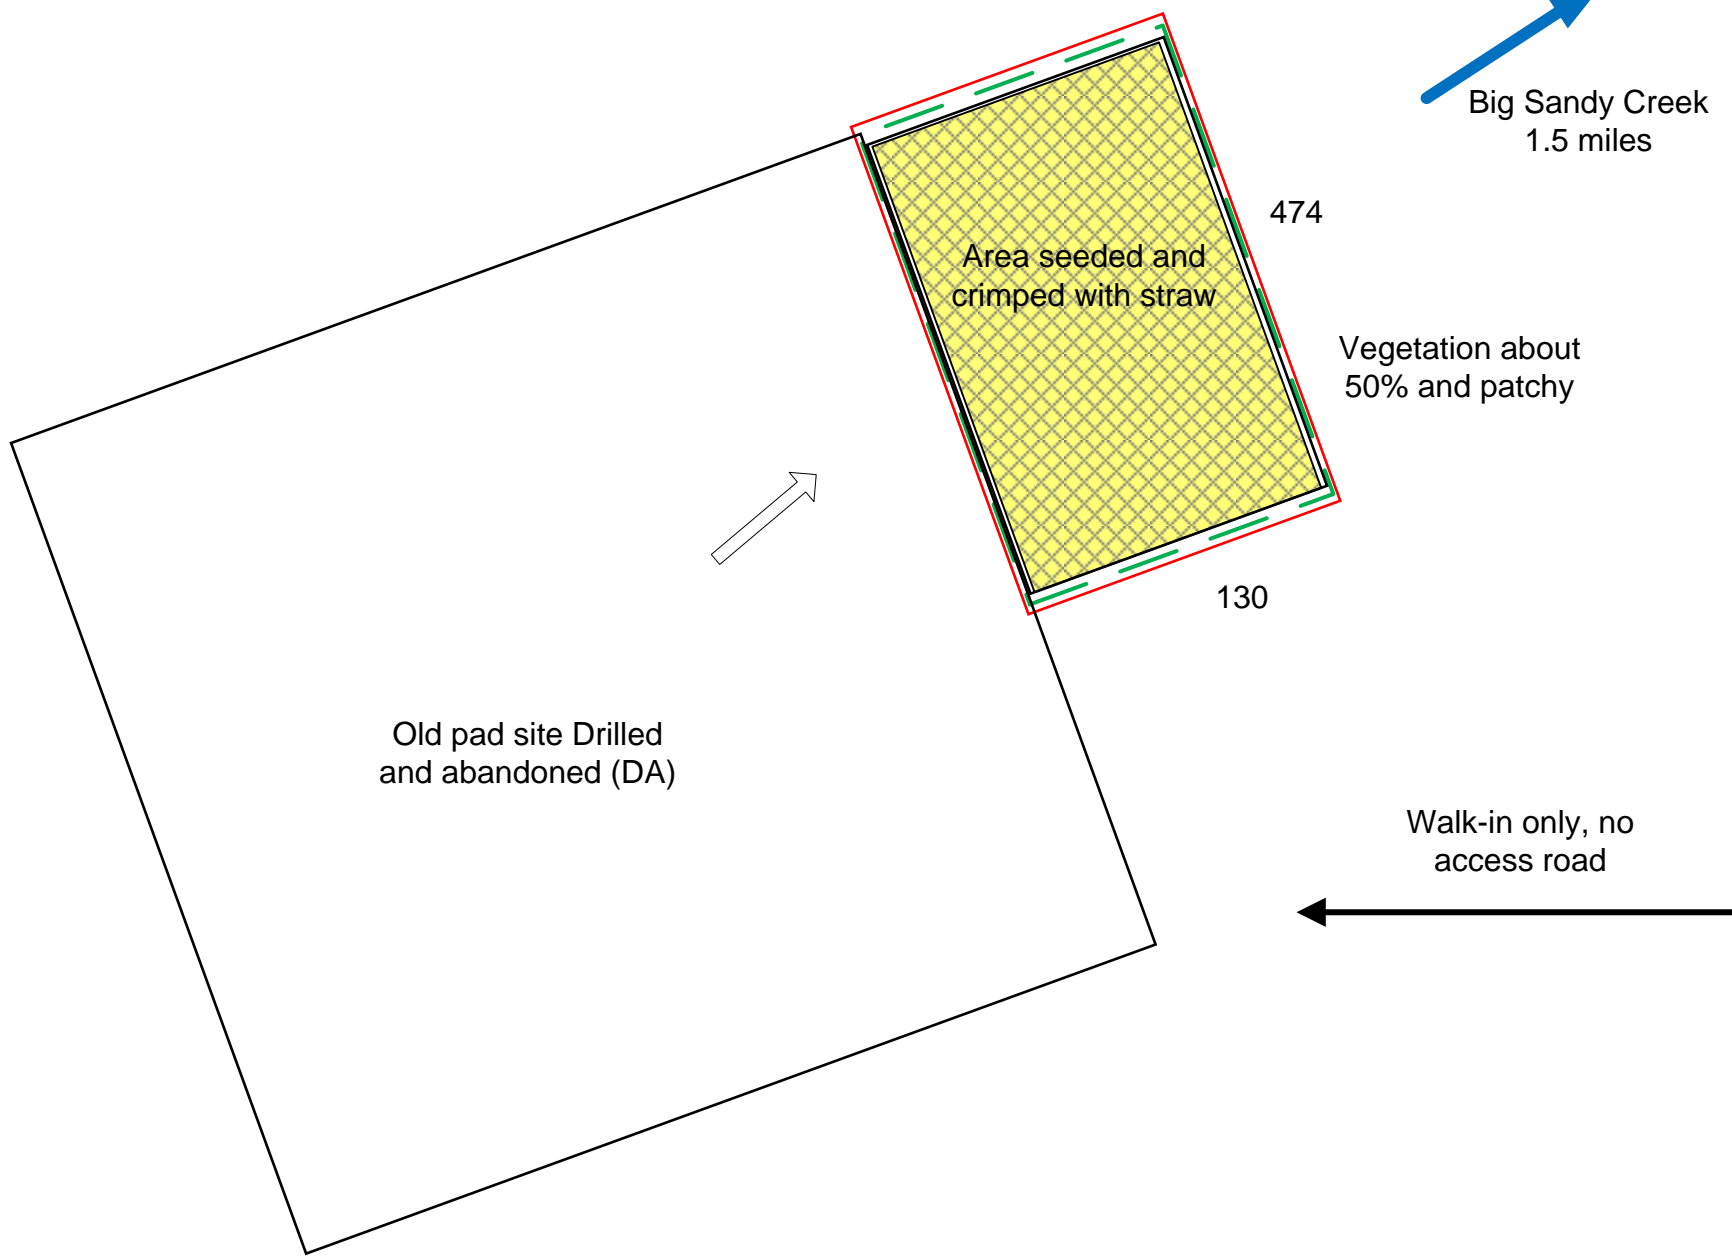 Big Sandy Creek
1.5 miles
474
Area seeded and
crimped with straw
Vegetation about
50% and patchy
130
Old pad site Drilled
and abandoned (DA)
Walk-in only, no
access road